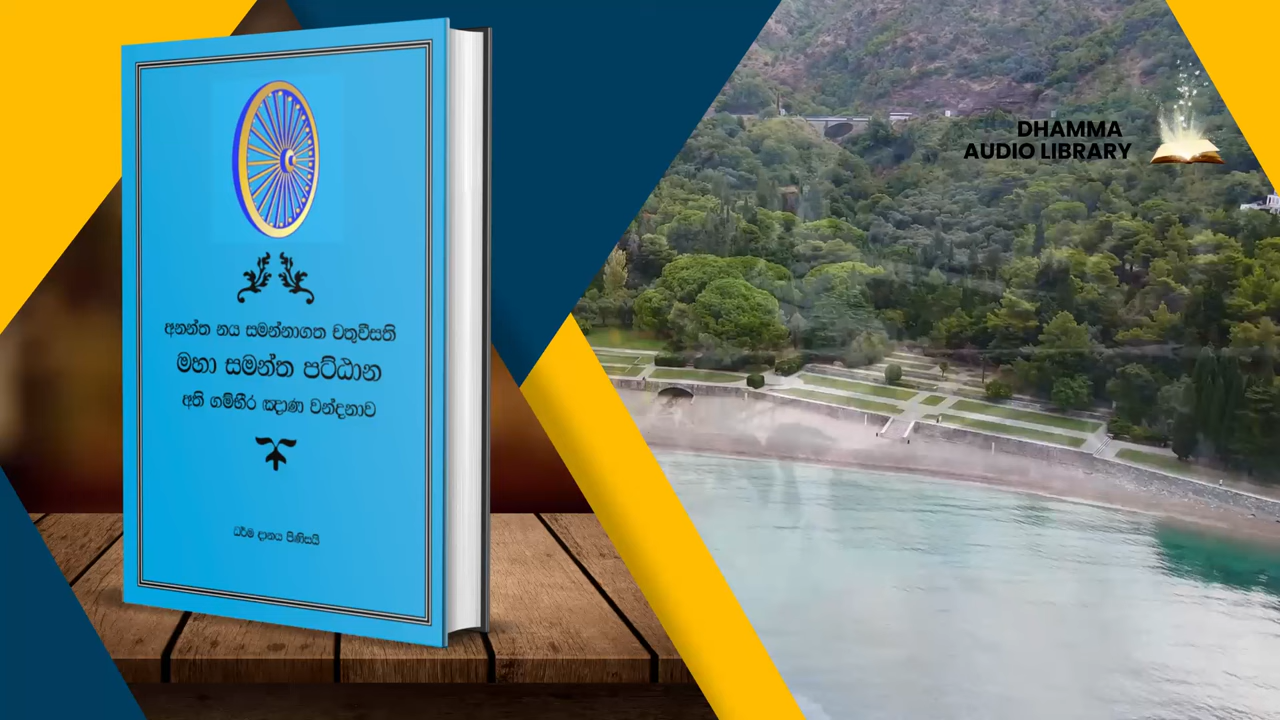 අනන්ත නය සමන්නාගත චතුවීසති
මහා සමන්ත පට්ඨාන
අති ගම්භීර ඤාණ වන්දනාව
ධර්ම දානය පිණිසයි
DHAMMA
AUDIO LIBRARY